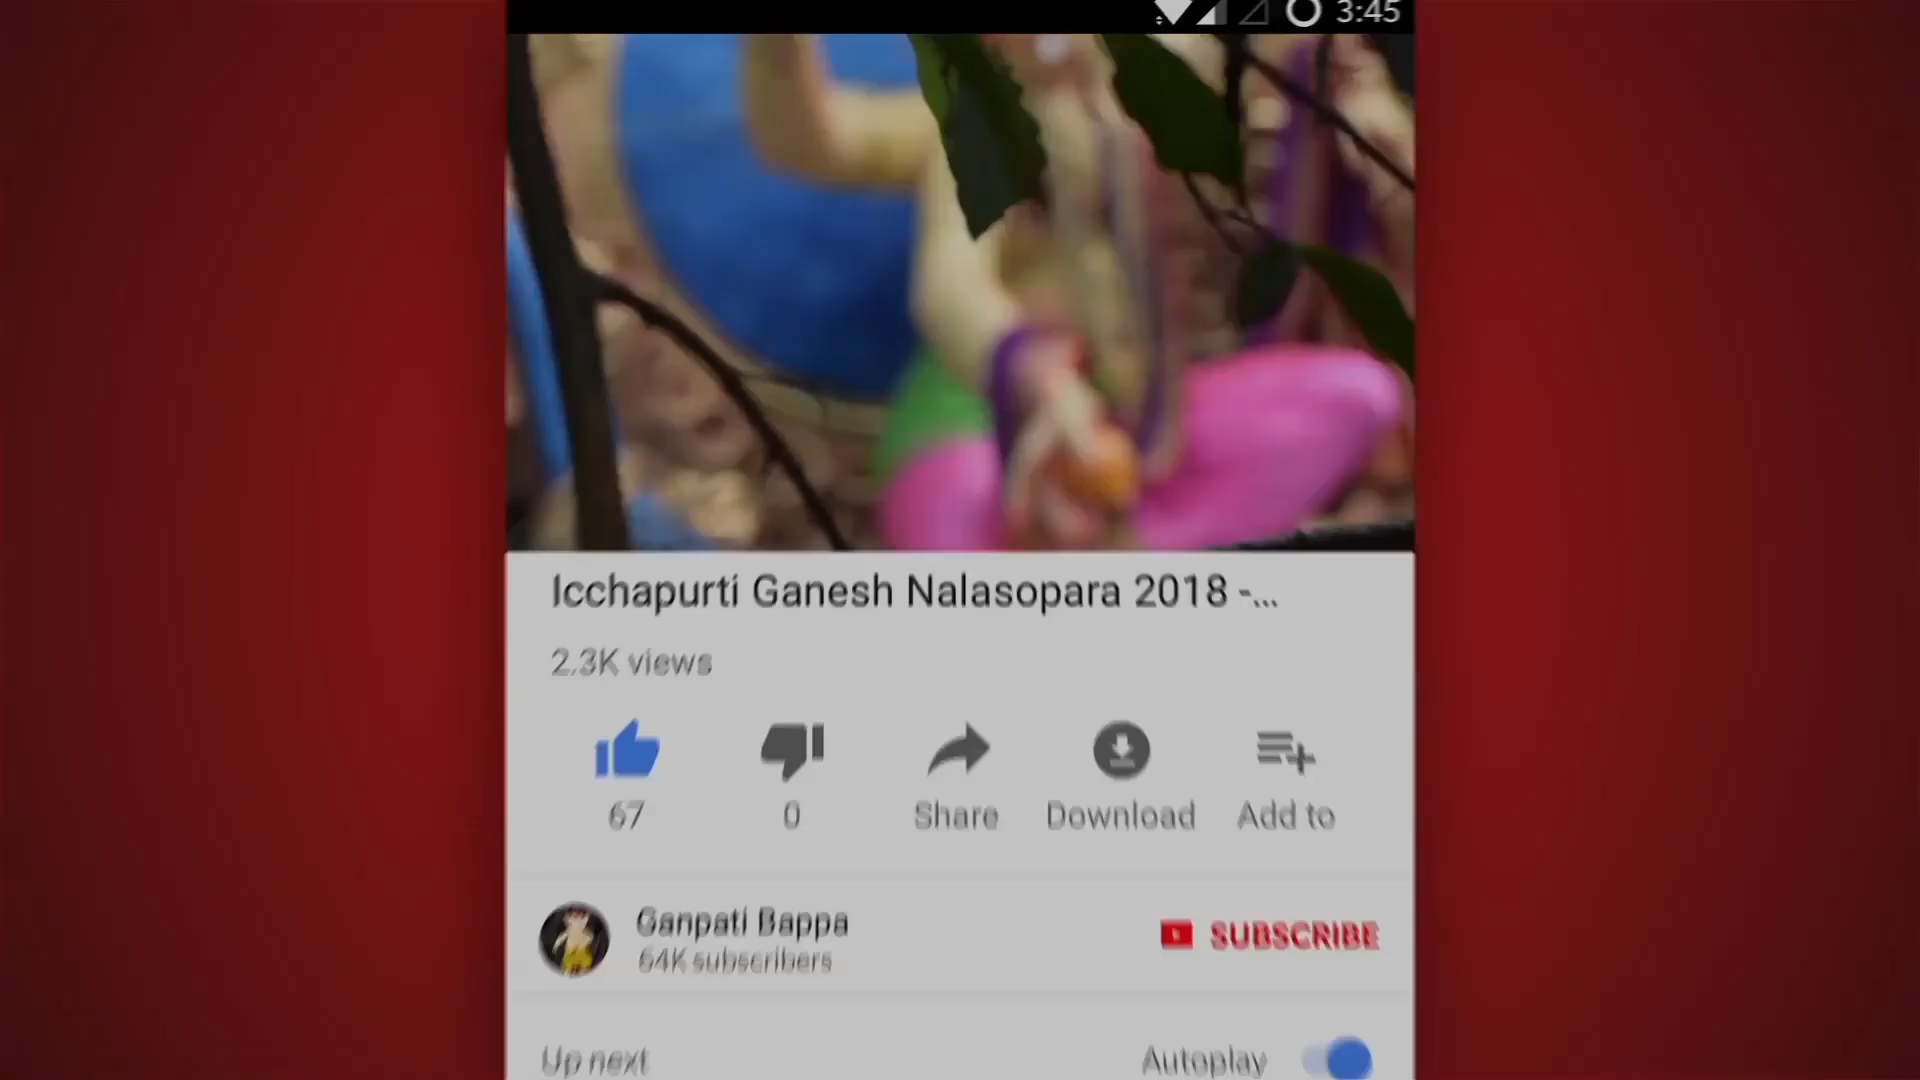 3:45
Icchapurti Ganesh Nalasopara 2018 -...
2.3K views
67
0
Share
Download
Add to
Ganpati Bappa
64K subscribers
SUBSCRIBE
Up next
Autoplay